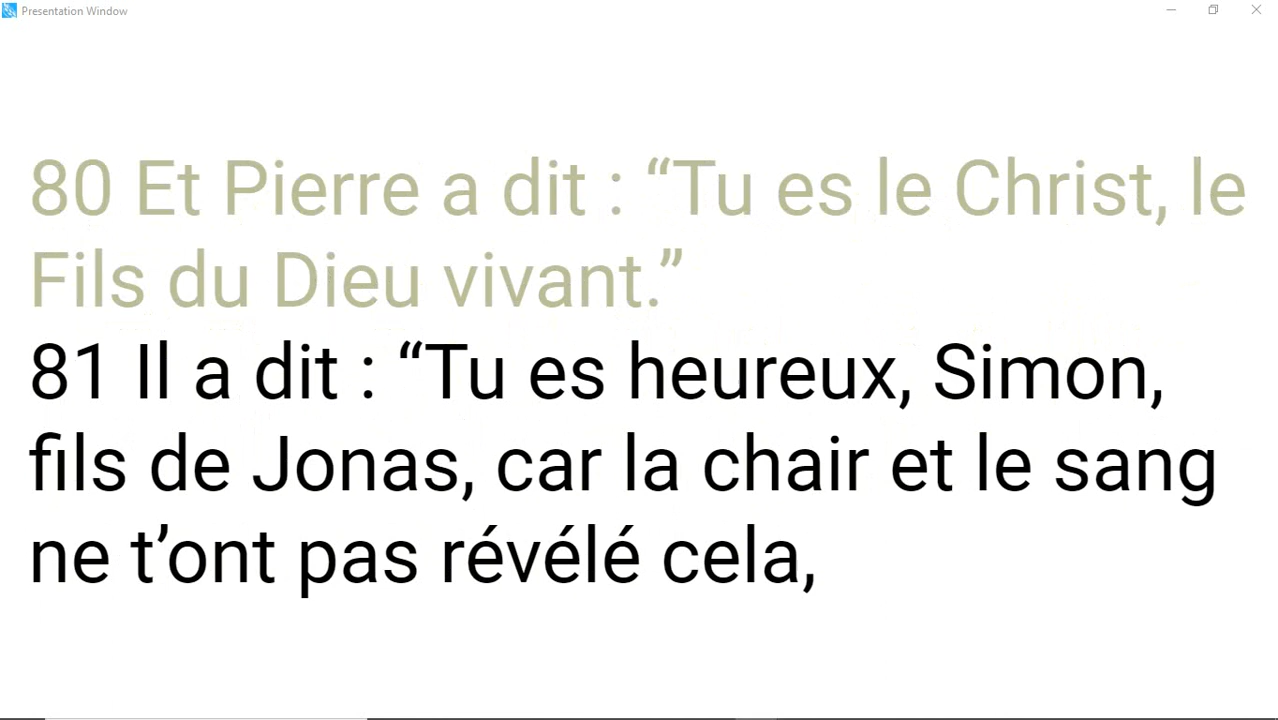 Presentation Window
80 Et Pierre a dit : “Tu es le Christ, le
Fils du Dieu vivant.”
81 Il a dit : “Tu es heureux, Simon,
fils de Jonas, car la chair et le sang
ne t’ont pas révélé cela,